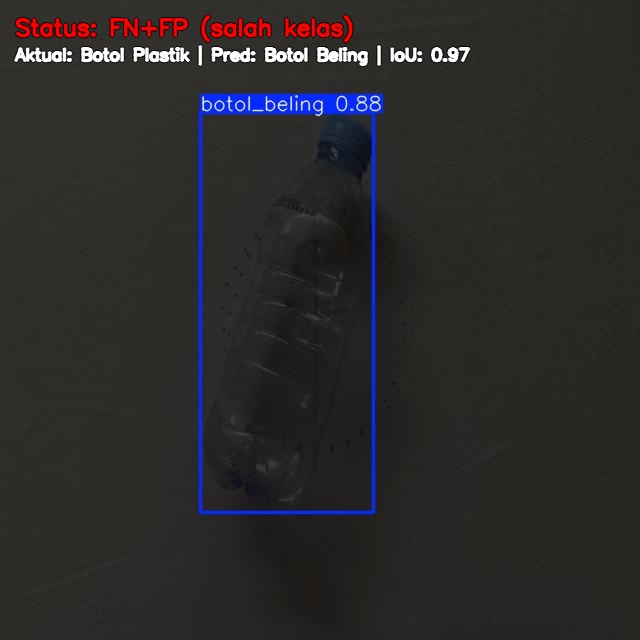 Status: FN+FP (salah kelas)
Aktual: Botol Plastik | Pred: Botol Beling | IoU: 0.97
botol_beling 0.88